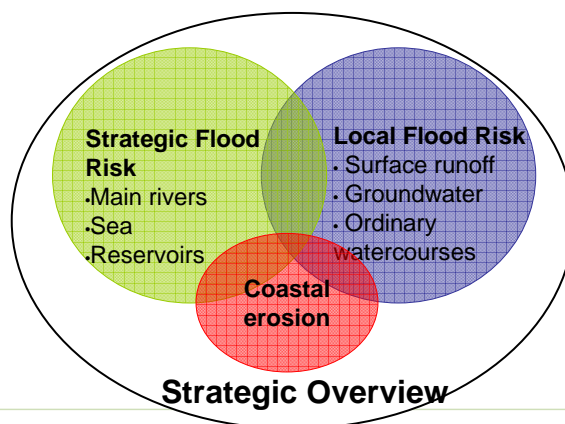 Strategic Flood
Risk
•Main rivers
•Sea
•Reservoirs
Local Flood Risk
• Surface runoff
• Groundwater
• Ordinary
watercourses
Coastal
erosion
Strategic Overview